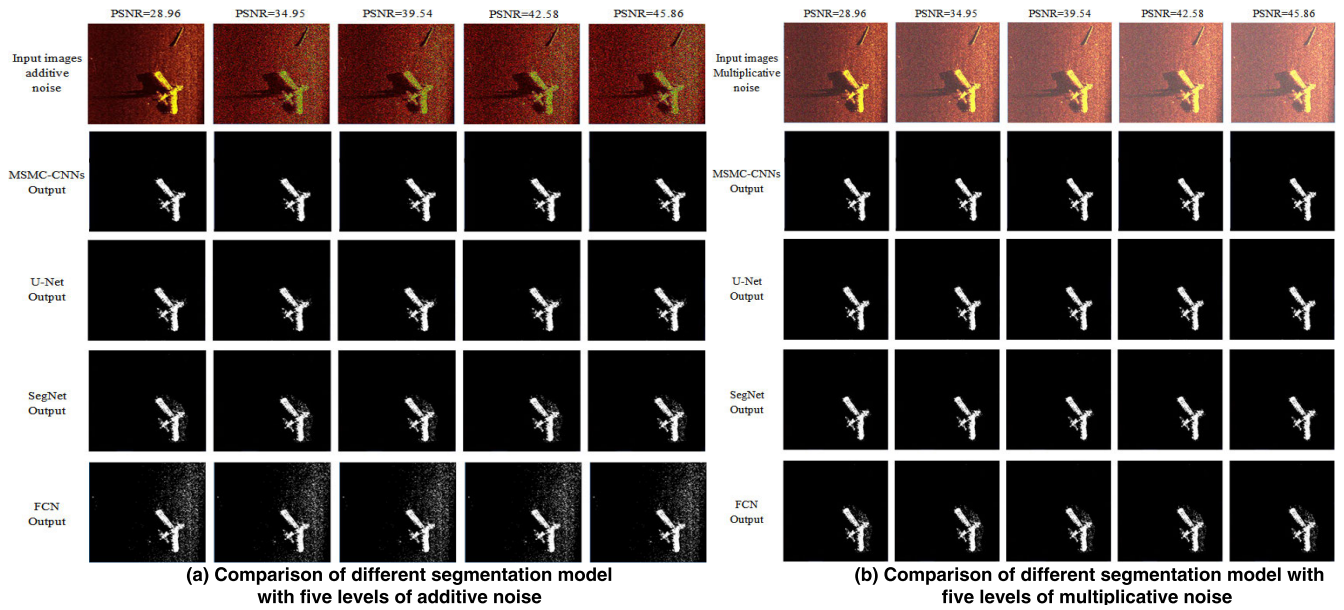 PSNR=28.96 PSNR=34.95 PSNR=39.54 PSNR=42.58 PSNR=45.86
Input images
additive
noise
MSMC-CNNs
Output
U-Net
Output
SegNet
Output
FCN
Output
(a) Comparison of different segmentation model
with five levels of additive noise
PSNR=28.96 PSNR=34.95 PSNR=39.54 PSNR=42.58 PSNR=45.86
Input images
Multiplicative
noise
MSMC-CNNs
Output
U-Net
Output
SegNet
Output
FCN
Output
(b) Comparison of different segmentation model with
five levels of multiplicative noise